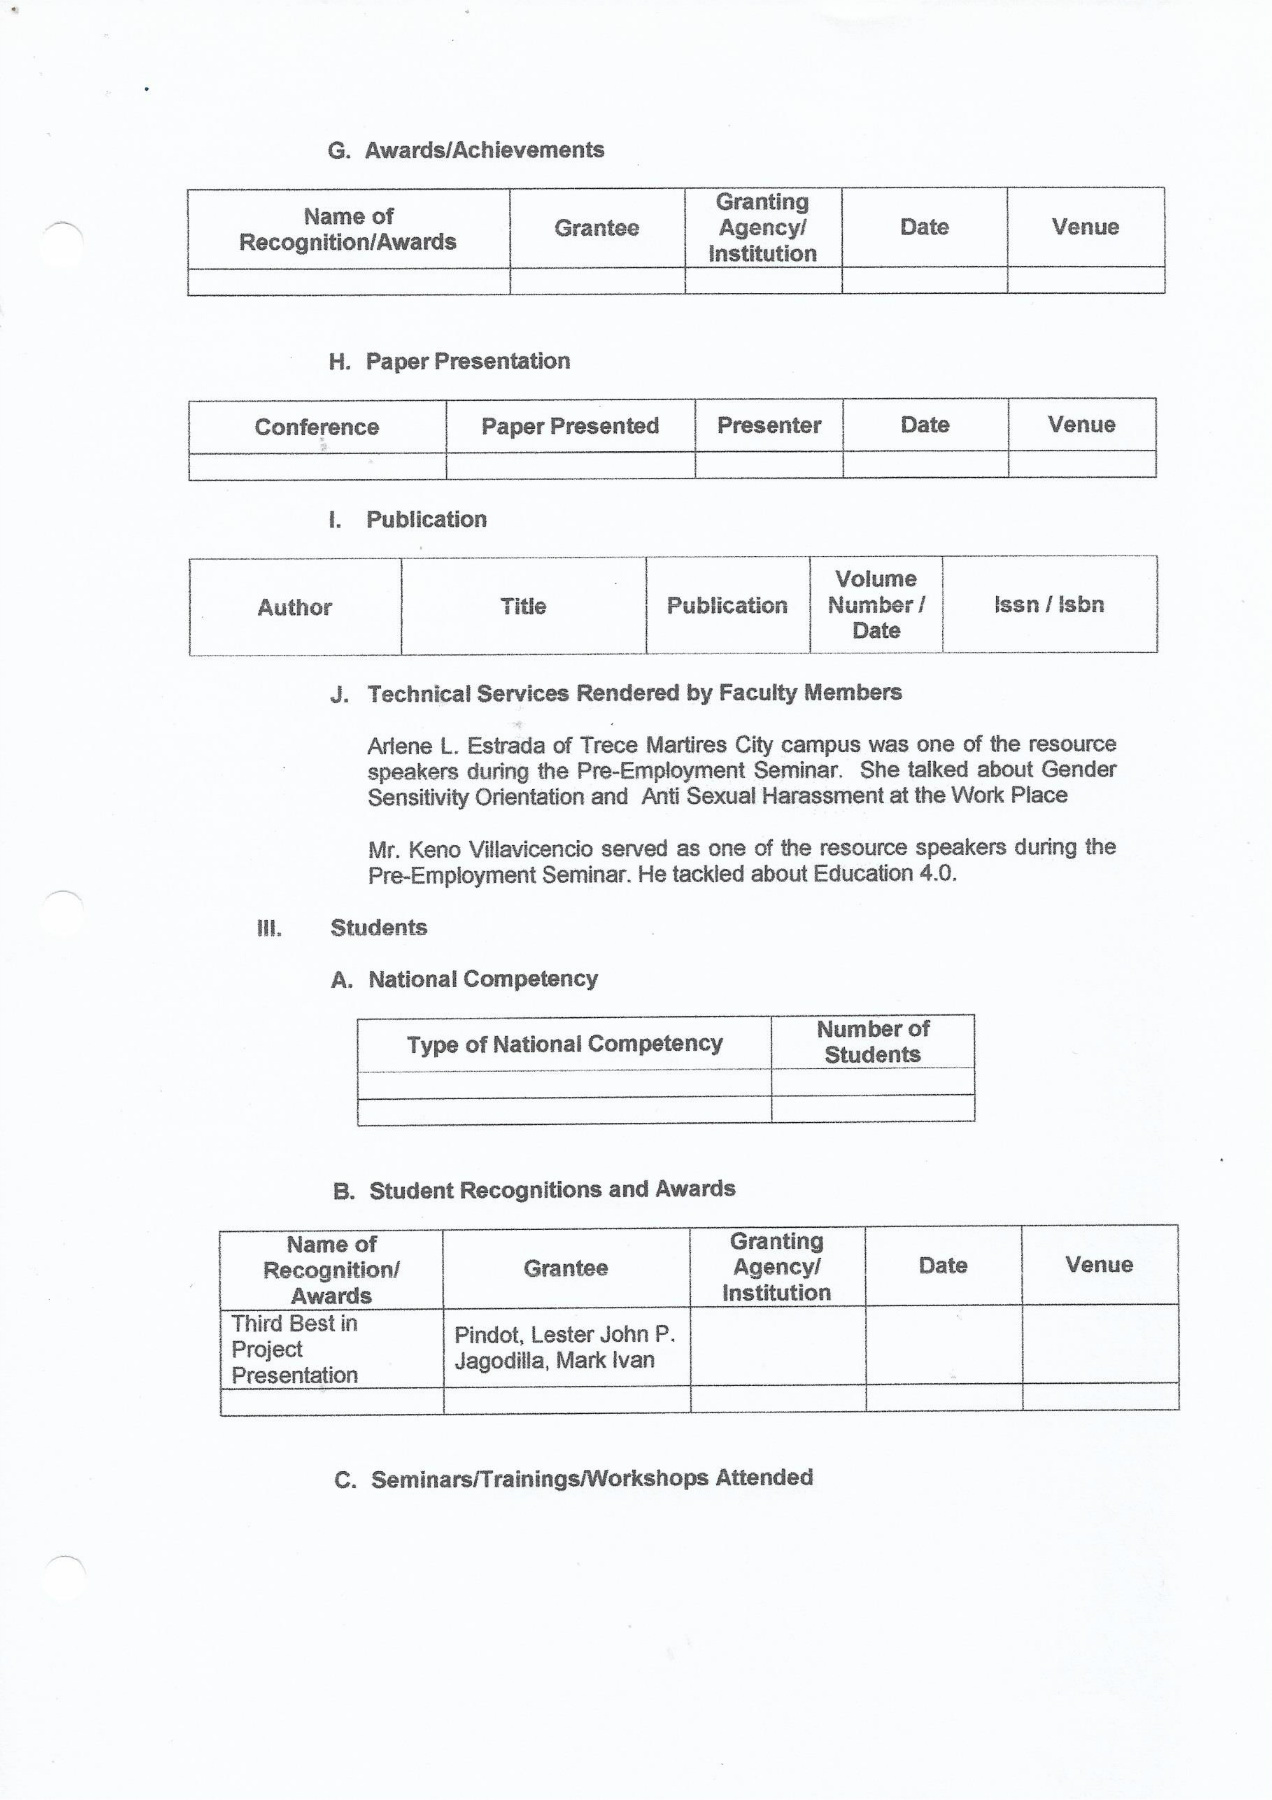 G. Awards/Achievements
Name of
Recognition/Awards
Grantee
Granting
Agency/
Institution
Date
Venue
H. Paper Presentation
Conference
Paper Presented
Presenter
Date
Venue
I. Publication
Author
Title
Publication
Volume
Number /
Date
Issn / Isbn
J. Technical Services Rendered by Faculty Members
Arlene L. Estrada of Trece Martires City campus was one of the resource
speakers during the Pre-Employment Seminar. She talked about Gender
Sensitivity Orientation and Anti Sexual Harassment at the Work Place
Mr. Keno Villavicencio served as one of the resource speakers during the
Pre-Employment Seminar. He tackled about Education 4.0.
III. Students
A. National Competency
Type of National Competency
Number of
Students
B. Student Recognitions and Awards
Name of
Recognition/
Awards
Grantee
Granting
Agency/
Institution
Date
Venue
Third Best in
Project
Presentation
Pindot, Lester John P.
Jagodilla, Mark Ivan
C. Seminars/Trainings/Workshops Attended